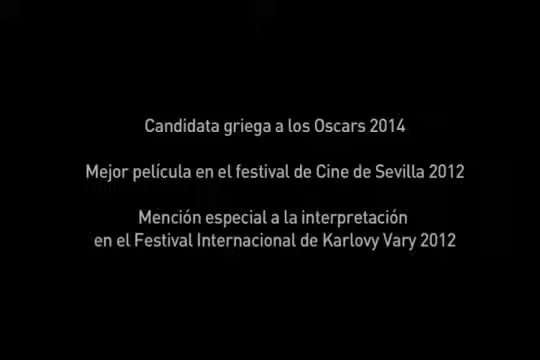 Candidata griega a los Oscars 2014
Mejor película en el festival de Cine de Sevilla 2012
Mención especial a la interpretación
en el Festival Internacional de Karlovy Vary 2012